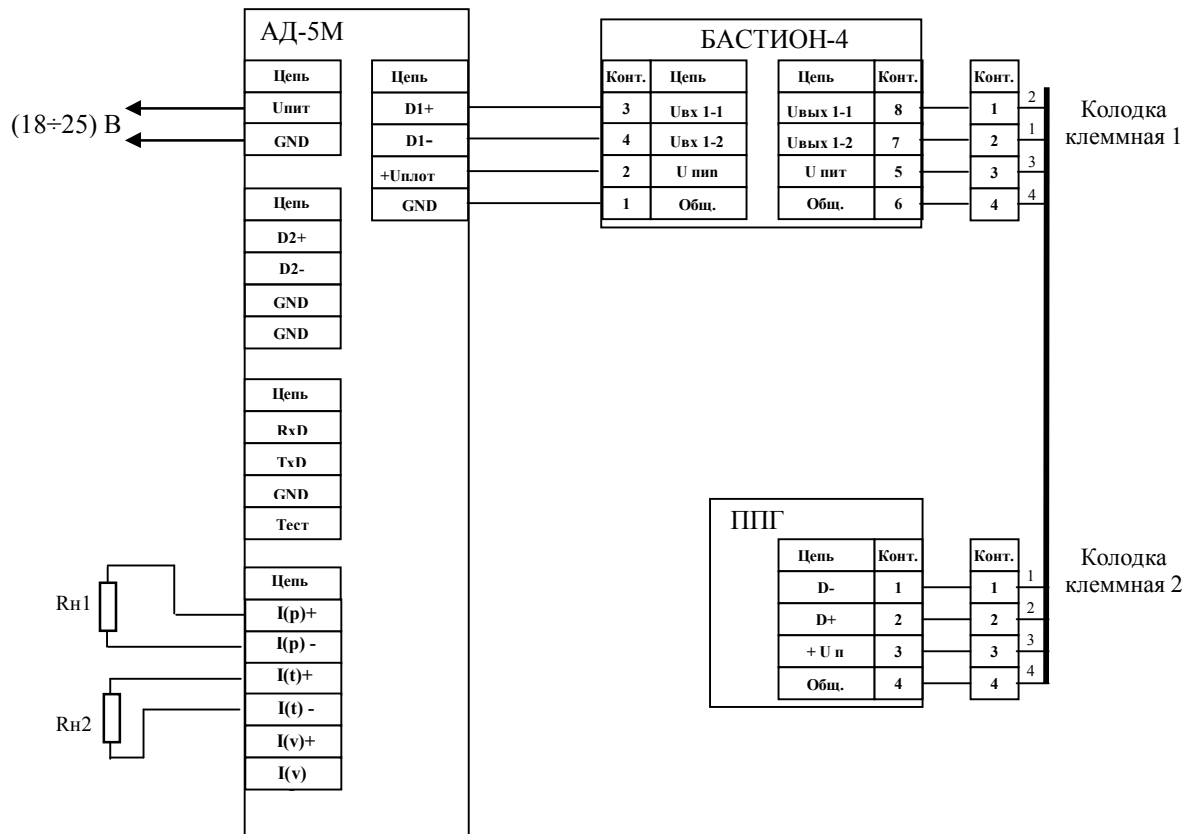 АД-5М
Цепь
Uпит
GND
(18÷25) В
Цепь
D1+
D1-
+Uплот
GND
Цепь
D2+
D2-
GND
GND
Цепь
RxD
TxD
GND
Тест
Цепь
I(p)+
I(p) -
I(t)+
I(t) -
I(v)+
I(v)
Rн1
Rн2
БАСТИОН-4
Конт. Цепь
3 Uвх 1-1
4 Uвх 1-2
2 U пип
1 Общ.
Цепь Конт.
Uвых 1-1 8
Uвых 1-2 7
U пит 5
Общ. 6
Конт.
1 2
2 1
3 3
4 4
Колодка
клеммная 1
ППГ
Цепь Конт.
D- 1
D+ 2
+ U п 3
Общ. 4
Конт.
1 1
2 2
3 3
4 4
Колодка
клеммная 2